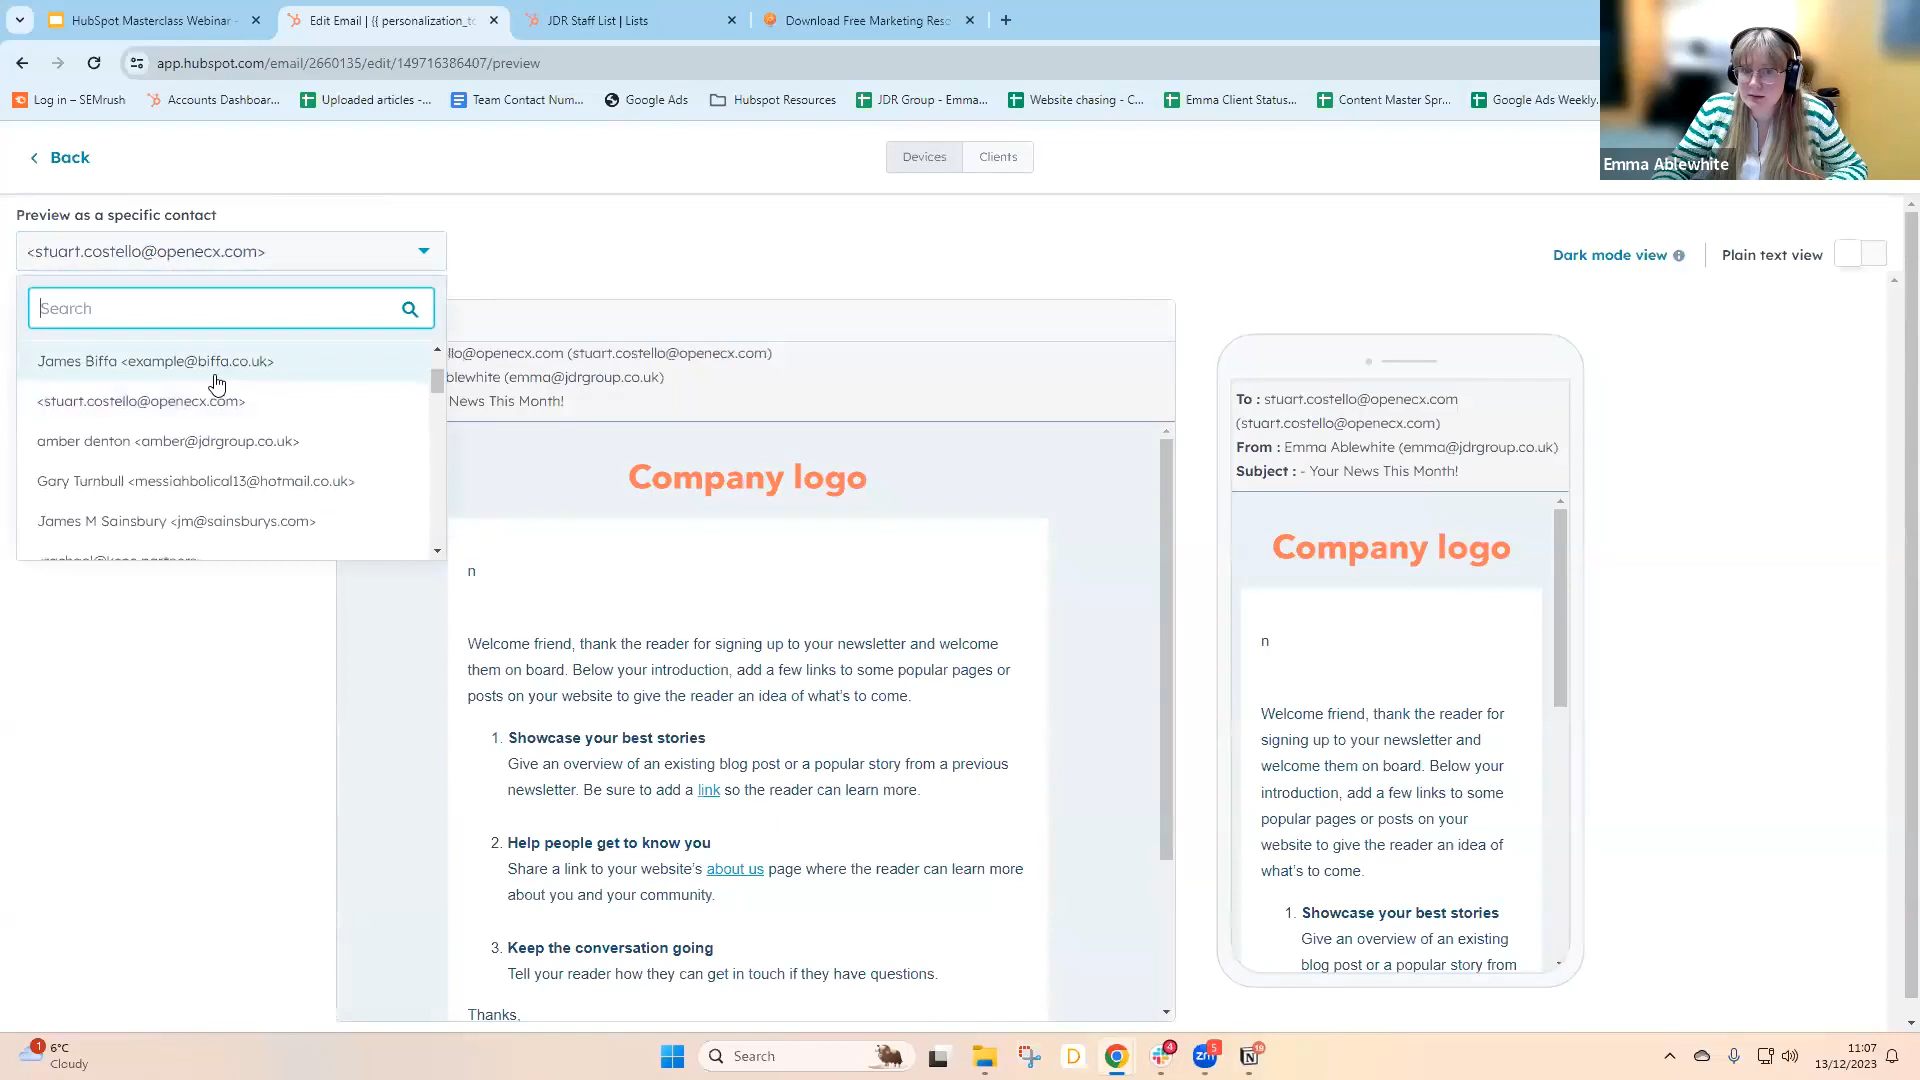 HubSpot Masterclass Webinar -
Edit Email | {{ personalization_to
JDR Staff List | Lists
Download Free Marketing Reso
app.hubspot.com/email/2660135/edit/149716386407/preview
Log in – SEMrush
Accounts Dashboar...
Uploaded articles -...
Team Contact Num...
Google Ads
Hubspot Resources
JDR Group - Emma...
Website chasing - C...
Emma Client Status...
Content Master Spr...
Google Ads Weekly.
Emma Ablewhite
Back
Devices
Clients
Preview as a specific contact
<stuart.costello@openecx.com>
Dark mode view
Plain text view
Search
James Biffa <example@biffa.co.uk>
<stuart.costello@openecx.com>
amber denton <amber@jdrgroup.co.uk>
Gary Turnbull <messiahbolical13@hotmail.co.uk>
James M Sainsbury <jm@sainsburys.com>
llo@openecx.com (stuart.costello@openecx.com)
blewhite (emma@jdrgroup.co.uk)
News This Month!
Company logo
n
Welcome friend, thank the reader for signing up to your newsletter and welcome
them on board. Below your introduction, add a few links to some popular pages or
posts on your website to give the reader an idea of what's to come.
1. Showcase your best stories
Give an overview of an existing blog post or a popular story from a previous
newsletter. Be sure to add a link so the reader can learn more.
2. Help people get to know you
Share a link to your website's about us page where the reader can learn more
about you and your community.
3. Keep the conversation going
Tell your reader how they can get in touch if they have questions.
Thanks,
To : stuart.costello@openecx.com
(stuart.costello@openecx.com)
From : Emma Ablewhite (emma@jdrgroup.co.uk)
Subject : - Your News This Month!
Company logo
n
Welcome friend, thank the reader for
signing up to your newsletter and
welcome them on board. Below your
introduction, add a few links to some
popular pages or posts on your
website to give the reader an idea of
what's to come.
1. Showcase your best stories
Give an overview of an existing
blog post or a popular story from
1
6°C
Cloudy
Search
4
5
19
11:07
13/12/2023